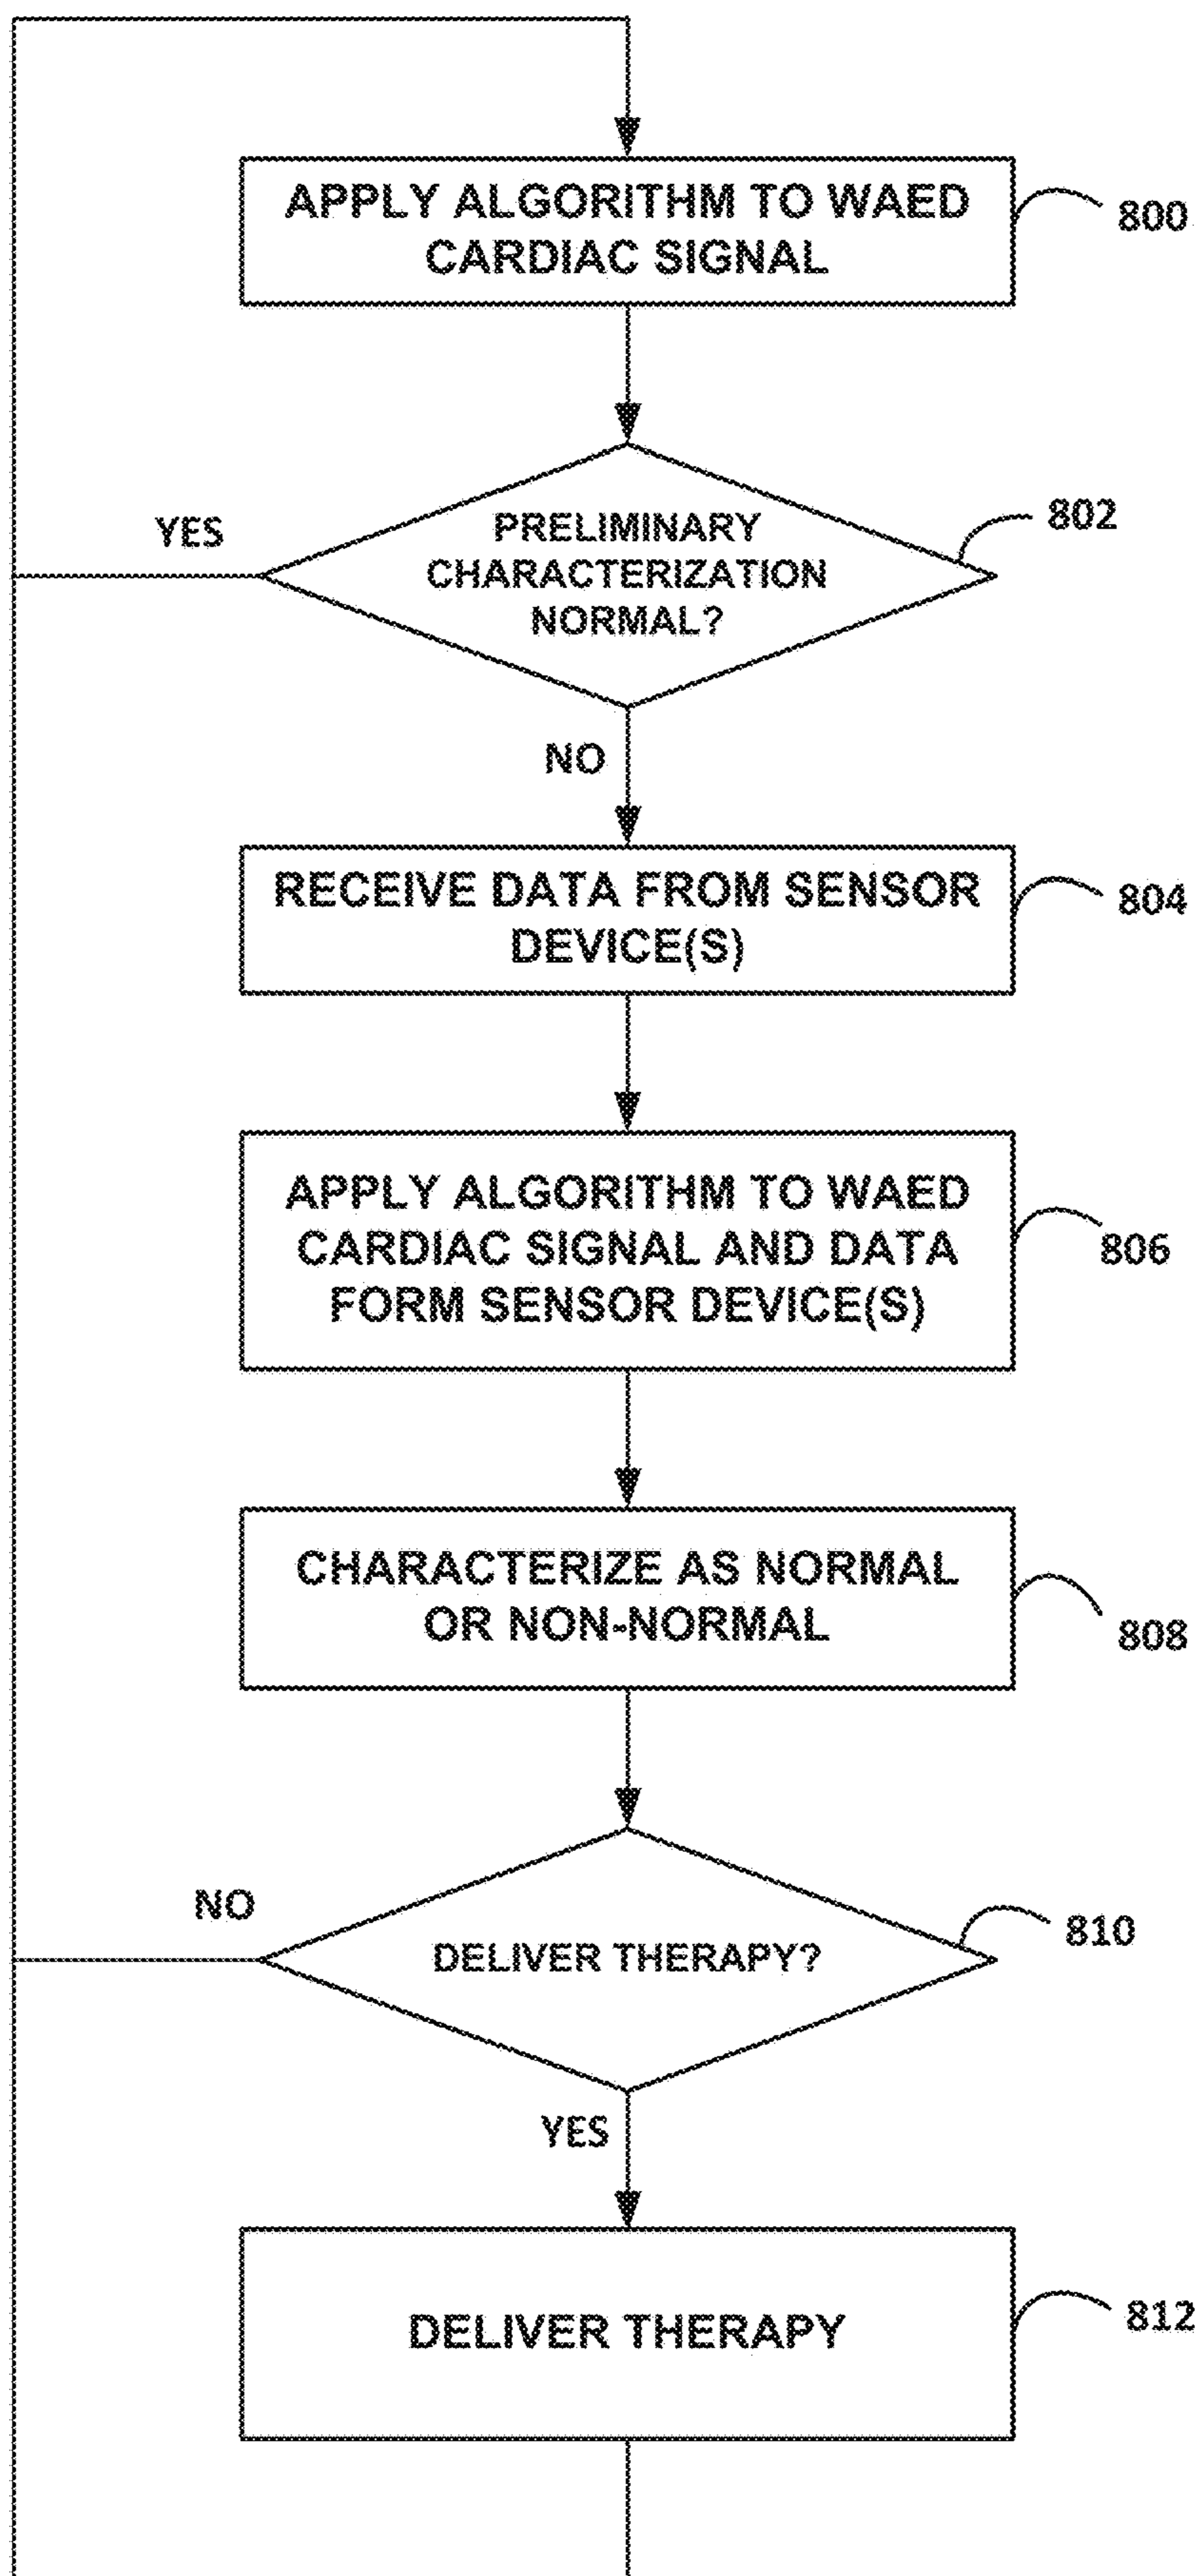 APPLY ALGORITHM TO WAED
CARDIAC SIGNAL
800
YES
PRELIMINARY
CHARACTERIZATION
NORMAL?
802
NO
RECEIVE DATA FROM SENSOR
DEVICE(S)
804
APPLY ALGORITHM TO WAED
CARDIAC SIGNAL AND DATA
FORM SENSOR DEVICE(S)
806
CHARACTERIZE AS NORMAL
OR NON-NORMAL
808
NO
DELIVER THERAPY?
810
YES
DELIVER THERAPY
812